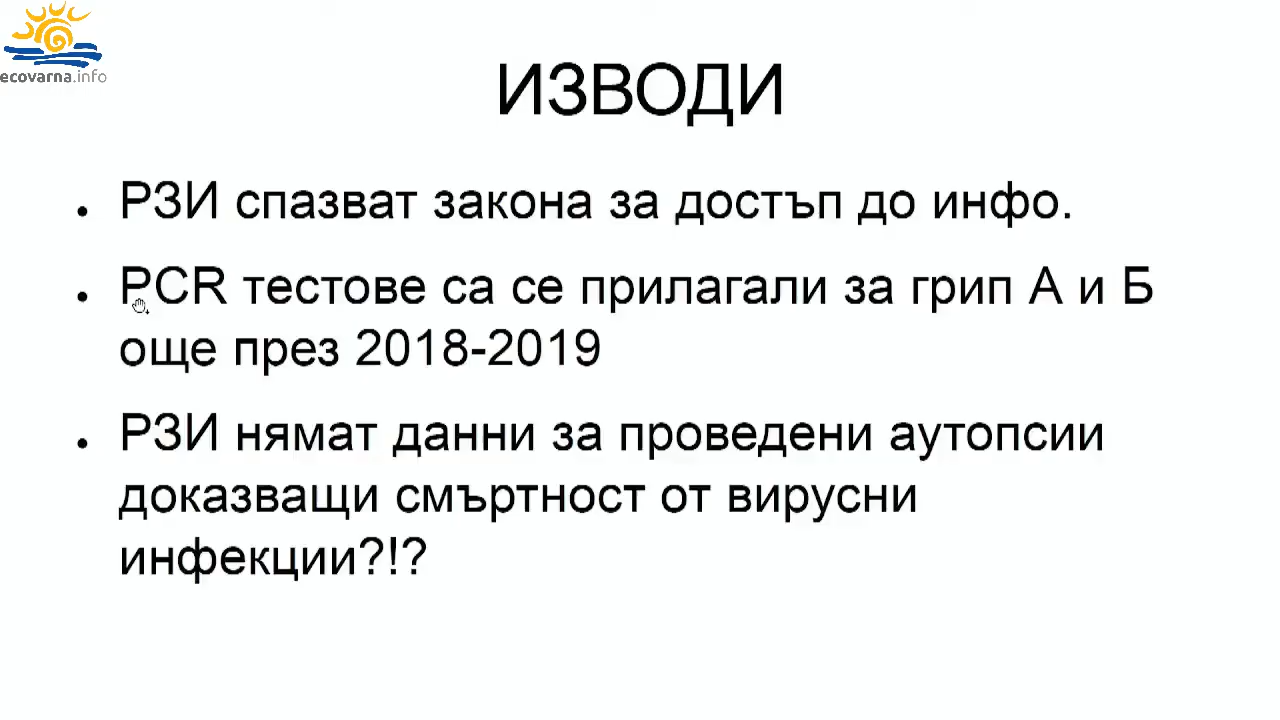 ecovarna.info
ИЗВОДИ
● РЗИ спазват закона за достъп до инфо.
● PCR тестове са се прилагали за грип А и Б
още през 2018-2019
● РЗИ нямат данни за проведени аутопсии
доказващи смъртност от вирусни
инфекции?!?